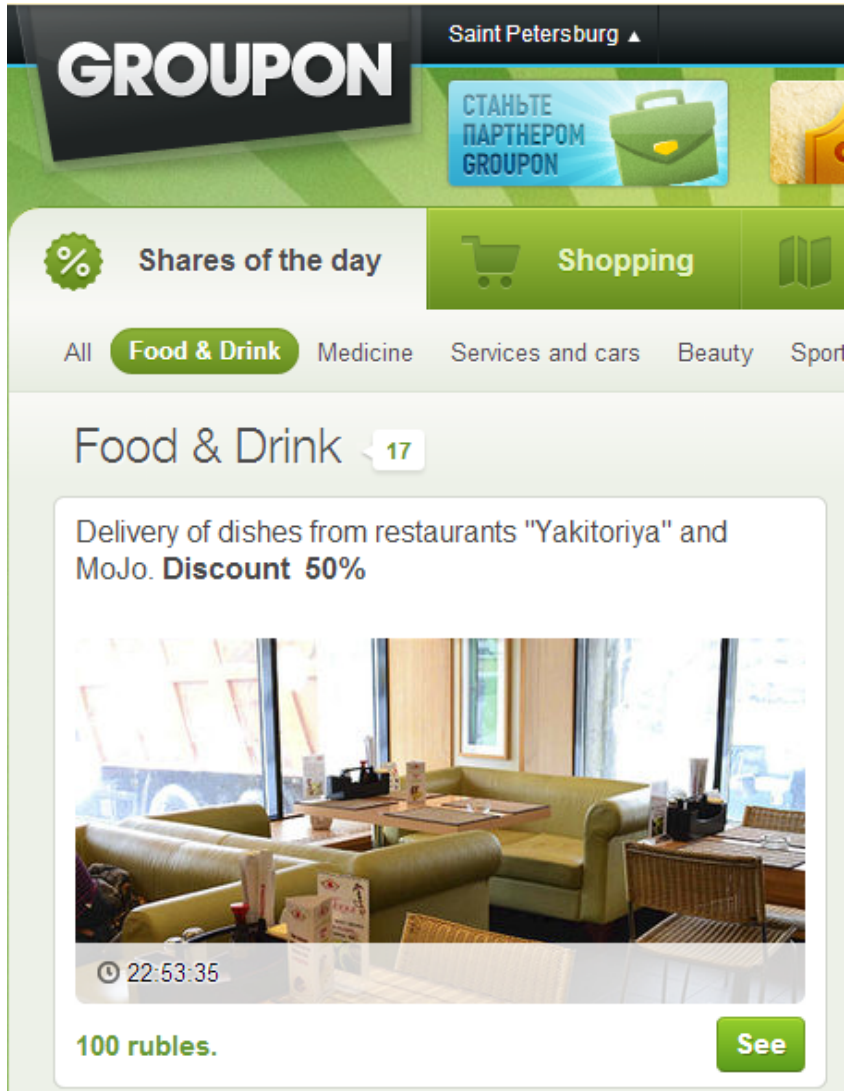 Saint Petersburg ▲
GROUPON
СТАНЬТЕ
ПАРТНЕРОМ
GROUPON
% Shares of the day
Shopping
All
Food & Drink
Medicine
Services and cars
Beauty
Sport
Food & Drink 17
Delivery of dishes from restaurants "Yakitoriya" and
MoJo. Discount 50%
22:53:35
100 rubles.
See